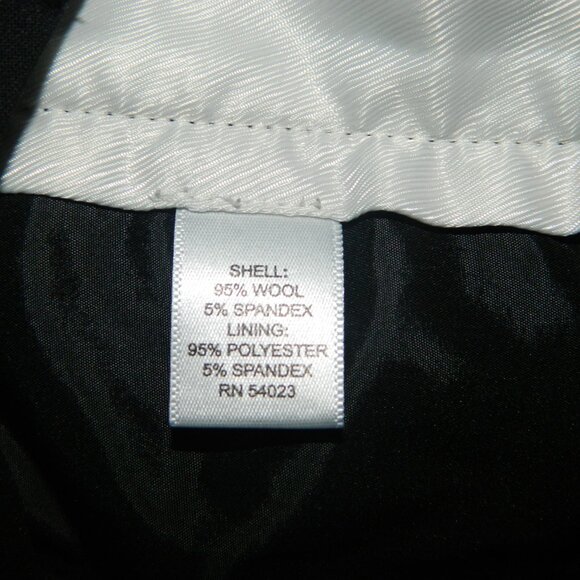 SHELL:
95% WOOL
5% SPANDEX
LINING:
95% POLYESTER
5% SPANDEX
RN 54023